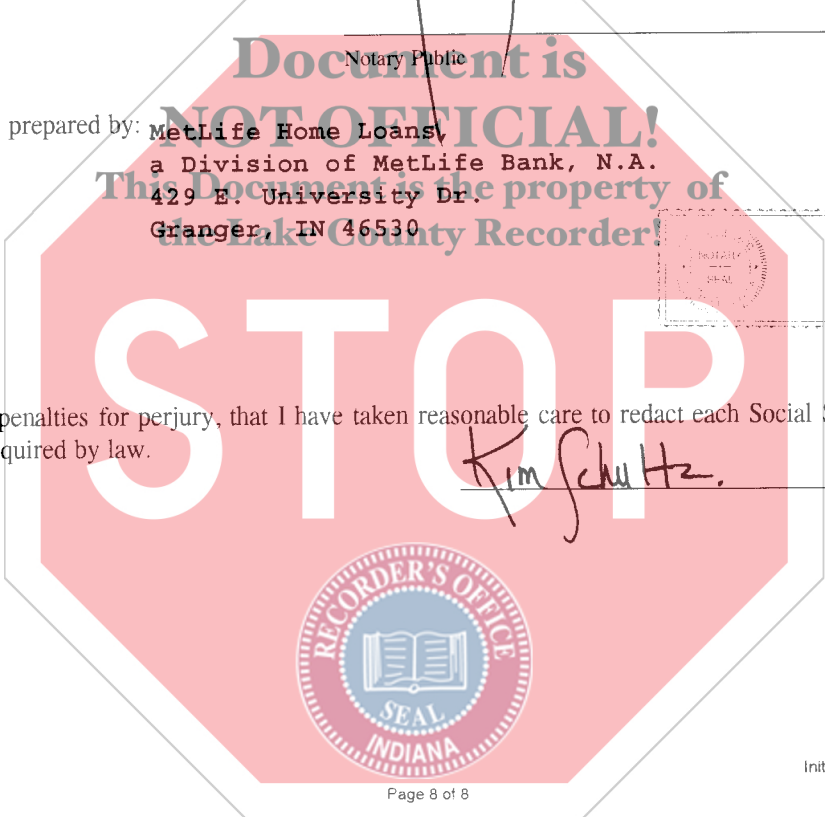 Document is
Notary Public
NOT OFFICIAL!
prepared by: MetLife Home Loans,
a Division of MetLife Bank, N.A.
This Document is the property of
429 E. University Dr.
the Lake County Recorder!
Granger, IN 46530
NOTARY
SEAL
STOP
penalties for perjury, that I have taken reasonable care to redact each Social S
quired by law.
Kim Schultz.
RECORDER'S OFFICE
SEAL
INDIANA
Init
Page 8 of 8